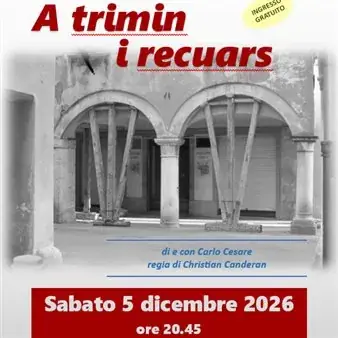 INGRESSO
GRATUITO
A trimin
i recuars
di e con Carlo Cesare
regia di Christian Canderan
Sabato 5 dicembre 2026
ore 20.45